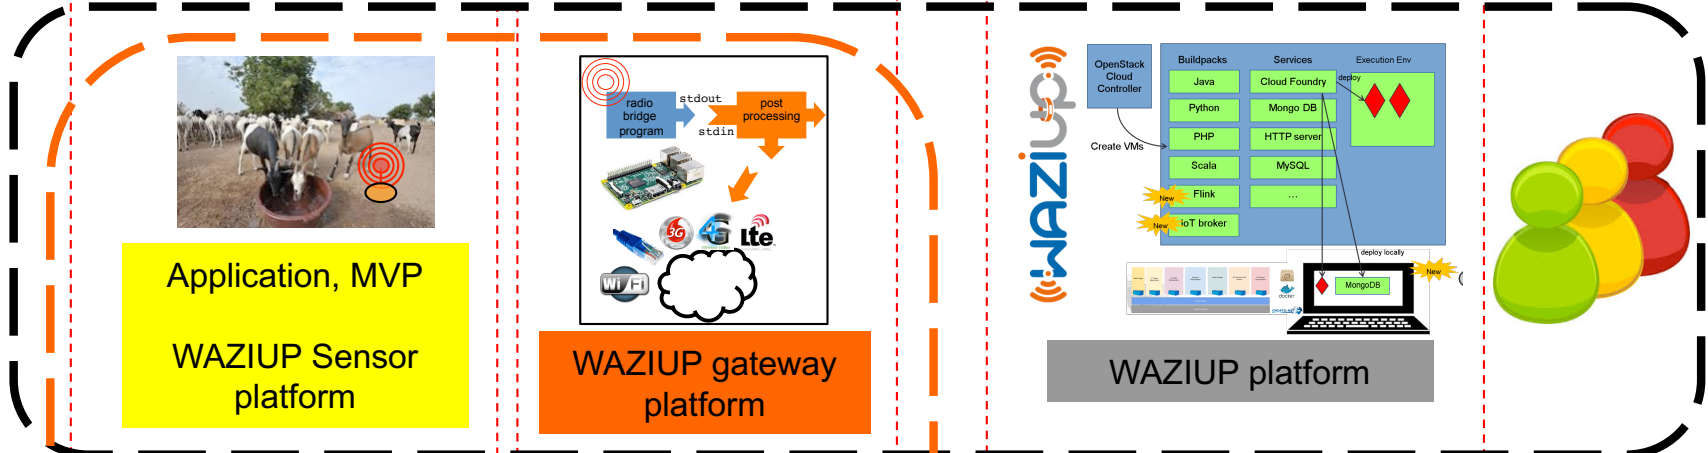 Application, MVP
WAZIUP Sensor
platform
radio
bridge
program
stdout
stdin
post
processing
3G
4G
Lte
Wi Fi
WAZIUP gateway
platform
WAZIUP
OpenStack
Cloud
Controller
Create VMs
Buildpacks
Java
Python
PHP
Scala
New
Flink
New
IoT broker
Services
Cloud Foundry
Mongo DB
HTTP server
MySQL
...
Execution Env
deploy
deploy locally
New
MongoDB
docker
WAZIUP platform